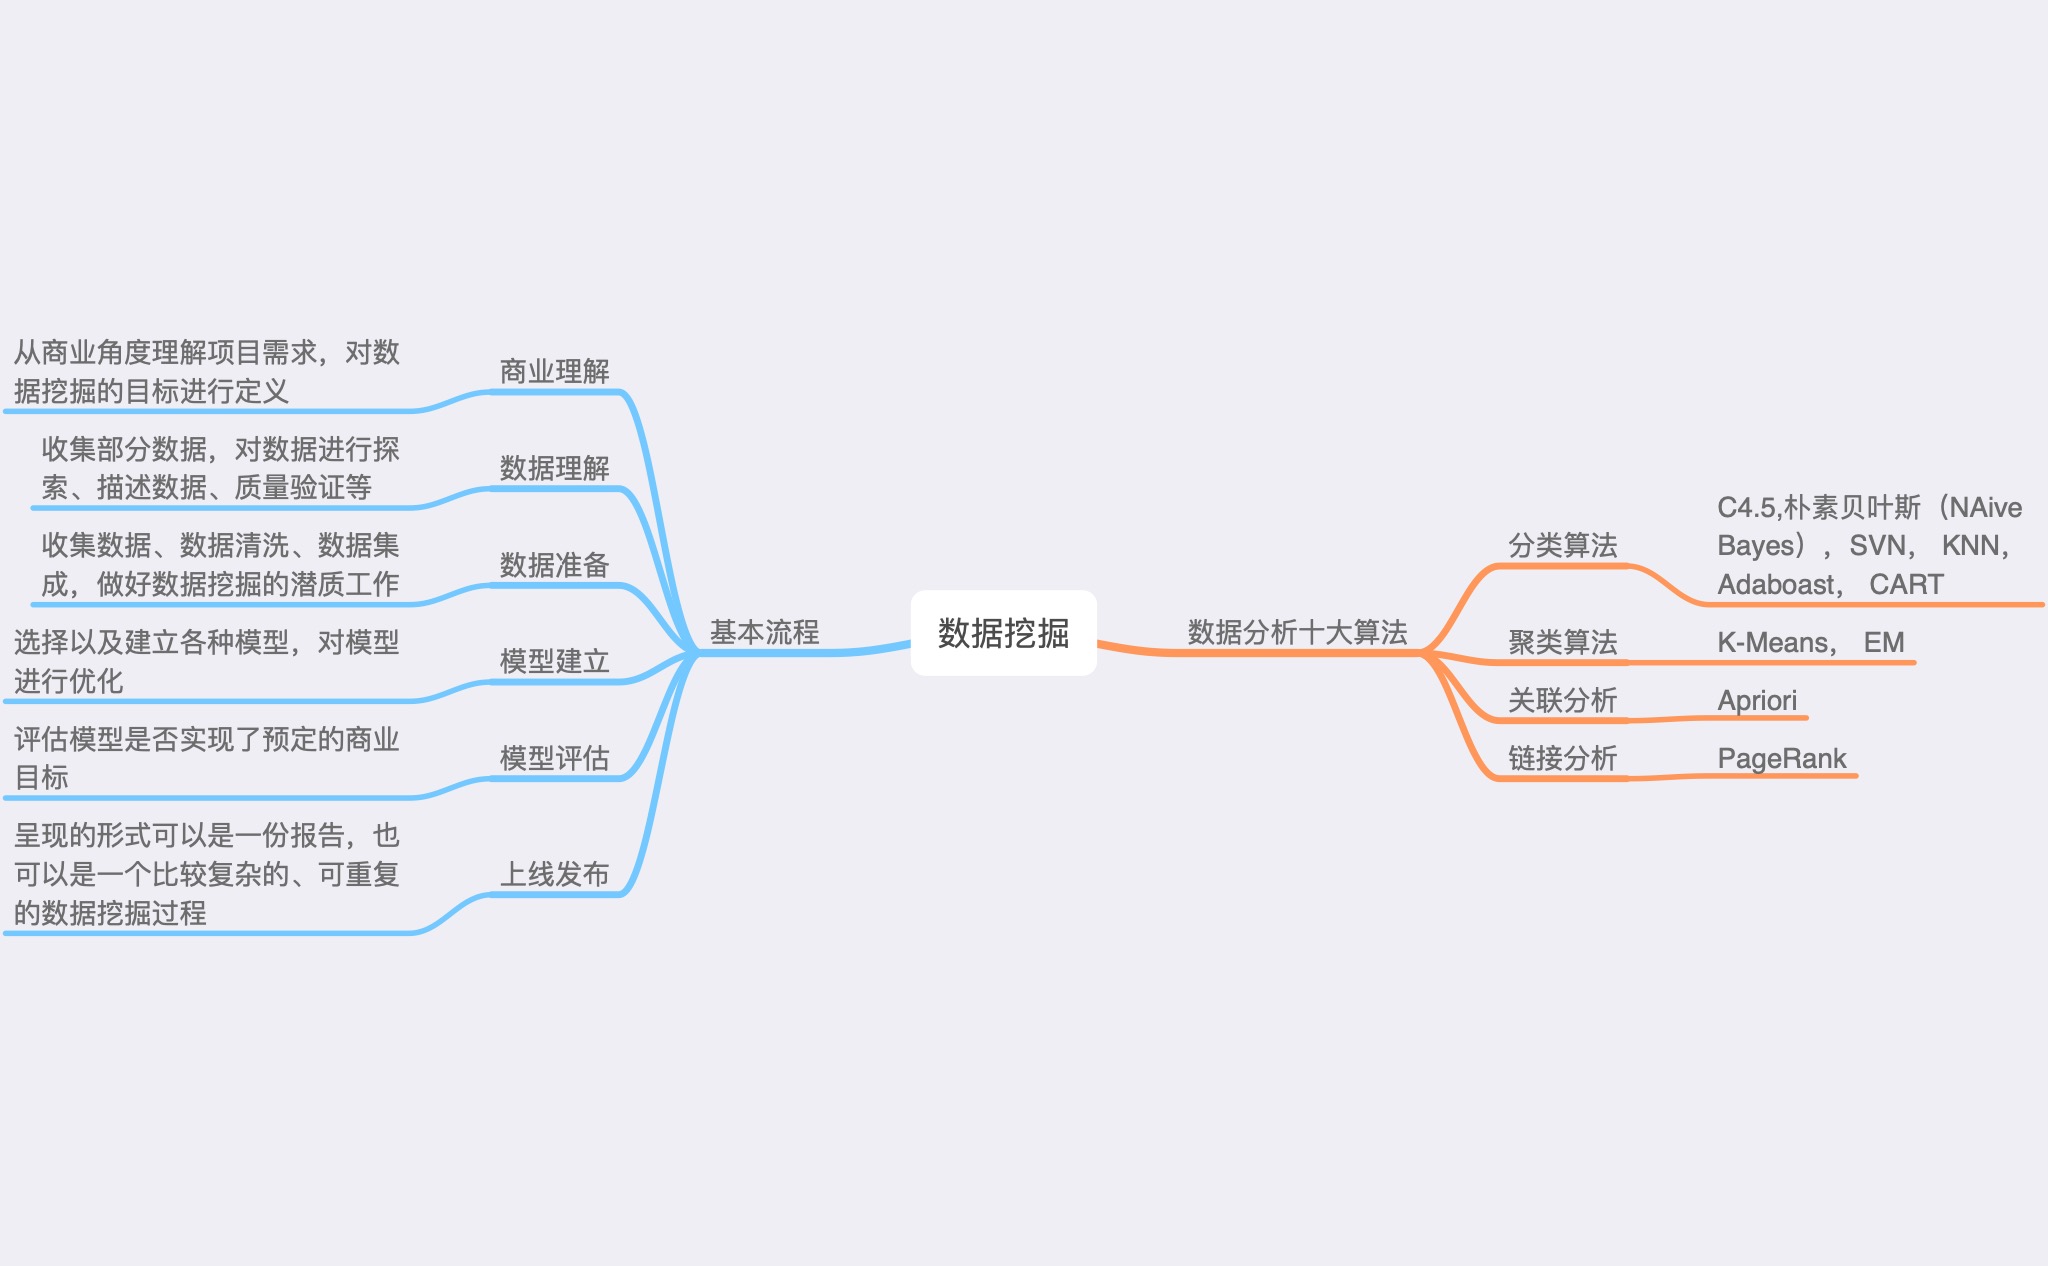 数据挖掘
基本流程
商业理解
从商业角度理解项目需求，对数
据挖掘的目标进行定义
数据理解
收集部分数据，对数据进行探
索、描述数据、质量验证等
数据准备
收集数据、数据清洗、数据集
成，做好数据挖掘的潜质工作
模型建立
选择以及建立各种模型，对模型
进行优化
模型评估
评估模型是否实现了预定的商业
目标
上线发布
呈现的形式可以是一份报告，也
可以是一个比较复杂的、可重复
的数据挖掘过程
数据分析十大算法
分类算法
C4.5,朴素贝叶斯（NAive
Bayes），SVN， KNN，
Adaboast， CART
聚类算法
K-Means， EM
关联分析
Apriori
链接分析
PageRank